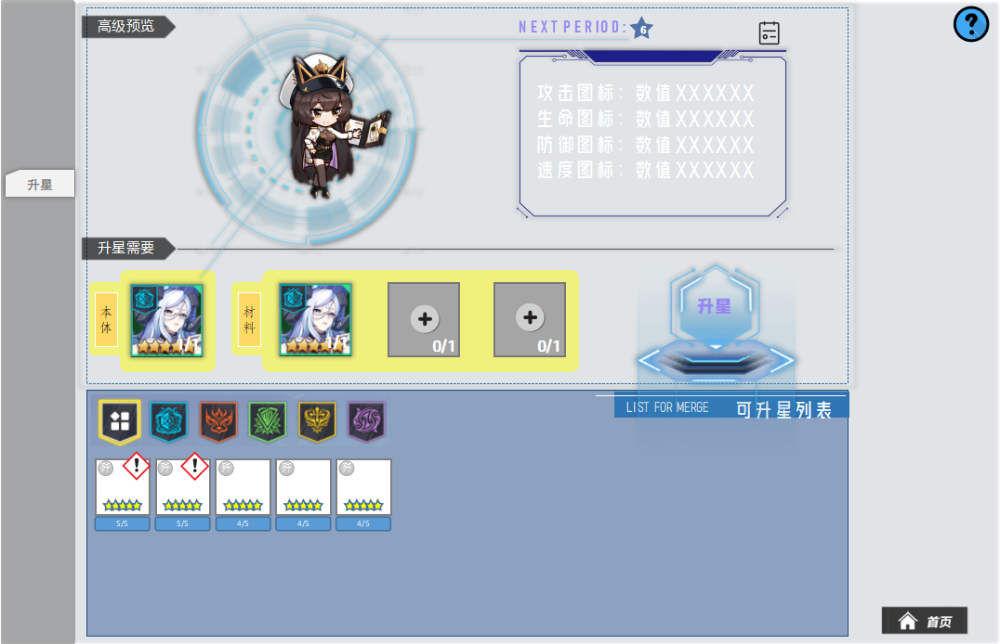 高级预览
NEXT PERIOD:
6
?
攻击图标：数值XXXXXX
生命图标：数值XXXXXX
防御图标：数值XXXXXX
速度图标：数值XXXXXX
升星
升星需要
本体
1/1
材料
1/1
0/1
0/1
升星
LIST FOR MERGE 可升星列表
! !
5/5 5/5 4/5 4/5 4/5
首页